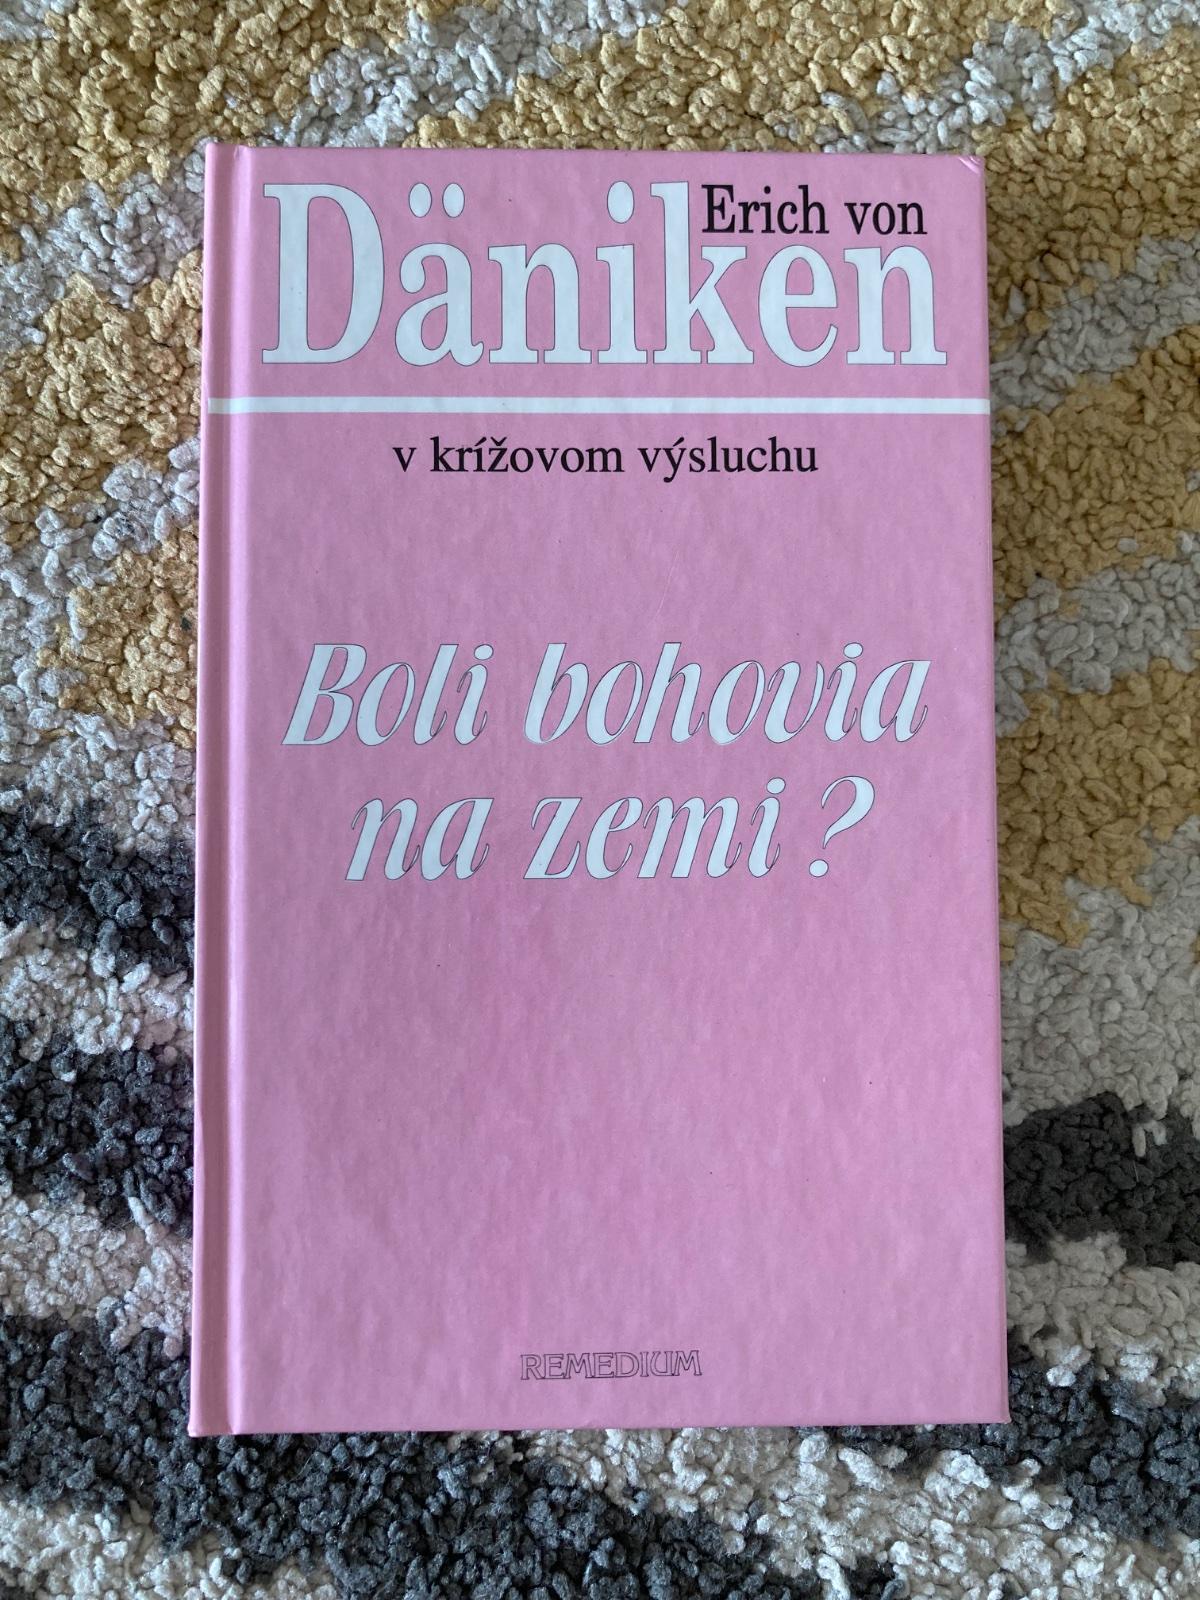 Erich von
Däniken
v krížovom výsluchu
Boli bohovia
na zemi?
REMEDIUM